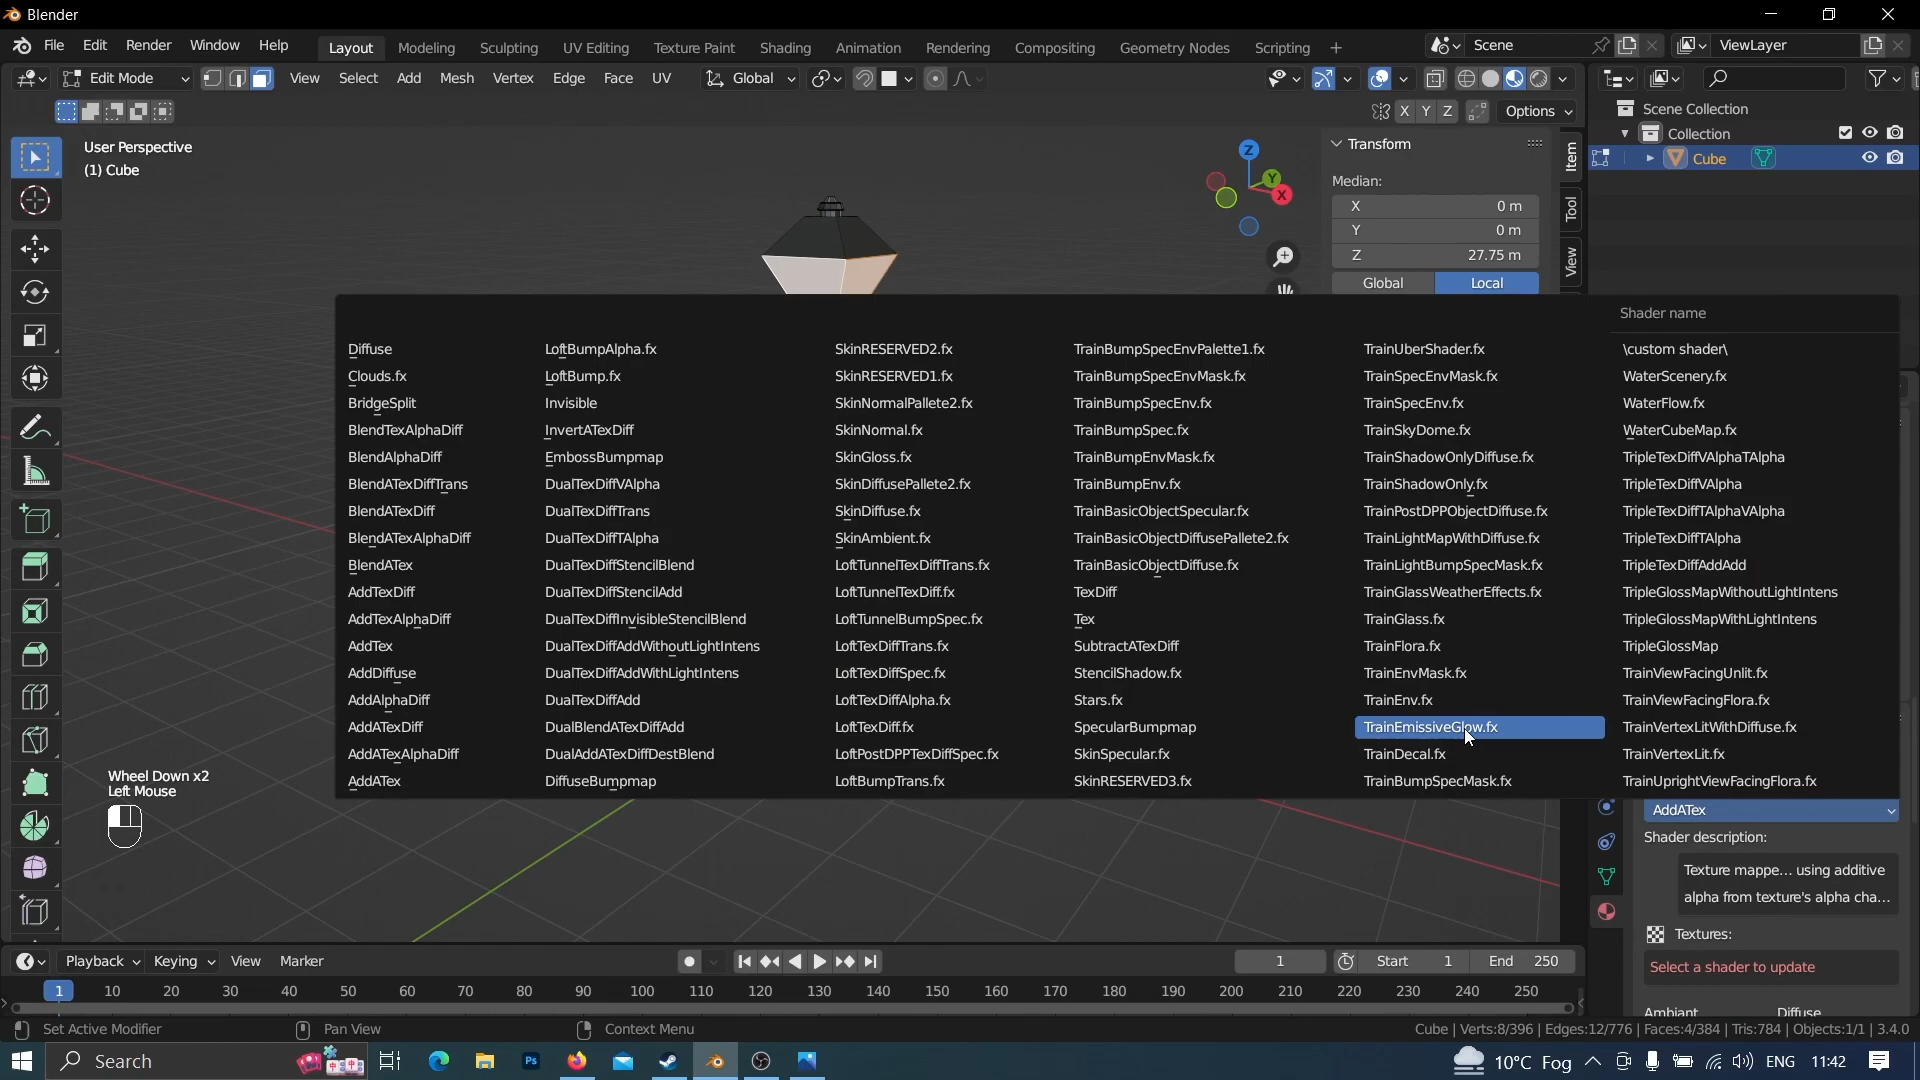 Blender
File Edit Render Window Help
Layout Modeling Sculpting UV Editing Texture Paint Shading Animation Rendering Compositing Geometry Nodes Scripting +
Scene ViewLayer
Edit Mode View Select Add Mesh Vertex Edge Face UV Global
X Y Z Options
User Perspective
(1) Cube
Z
Y
X
Transform
Median:
X 0 m
Y 0 m
Z 27.75 m
Global Local
Item
Tool
View
Scene Collection
Collection
Cube
Shader name
Diffuse
Clouds.fx
BridgeSplit
BlendTexAlphaDiff
BlendAlphaDiff
BlendATexDiffTrans
BlendATexDiff
BlendATexAlphaDiff
BlendATex
AddTexDiff
AddTexAlphaDiff
AddTex
AddDiffuse
AddAlphaDiff
AddATexDiff
AddATexAlphaDiff
AddATex
LoftBumpAlpha.fx
LoftBump.fx
Invisible
InvertATexDiff
EmbossBumpmap
DualTexDiffVAlpha
DualTexDiffTrans
DualTexDiffTAlpha
DualTexDiffStencilBlend
DualTexDiffStencilAdd
DualTexDiffInvisibleStencilBlend
DualTexDiffAddWithoutLightIntens
DualTexDiffAddWithLightIntens
DualTexDiffAdd
DualBlendATexDiffAdd
DualAddATexDiffDestBlend
DiffuseBumpmap
SkinRESERVED2.fx
SkinRESERVED1.fx
SkinNormalPallete2.fx
SkinNormal.fx
SkinGloss.fx
SkinDiffusePallete2.fx
SkinDiffuse.fx
SkinAmbient.fx
LoftTunnelTexDiffTrans.fx
LoftTunnelTexDiff.fx
LoftTunnelBumpSpec.fx
LoftTexDiffTrans.fx
LoftTexDiffSpec.fx
LoftTexDiffAlpha.fx
LoftTexDiff.fx
LoftPostDPPTexDiffSpec.fx
LoftBumpTrans.fx
TrainBumpSpecEnvPalette1.fx
TrainBumpSpecEnvMask.fx
TrainBumpSpecEnv.fx
TrainBumpSpec.fx
TrainBumpEnvMask.fx
TrainBumpEnv.fx
TrainBasicObjectSpecular.fx
TrainBasicObjectDiffusePallete2.fx
TrainBasicObjectDiffuse.fx
TexDiff
Tex
SubtractATexDiff
StencilShadow.fx
Stars.fx
SpecularBumpmap
SkinSpecular.fx
SkinRESERVED3.fx
TrainUberShader.fx
TrainSpecEnvMask.fx
TrainSpecEnv.fx
TrainSkyDome.fx
TrainShadowOnlyDiffuse.fx
TrainShadowOnly.fx
TrainPostDPPObjectDiffuse.fx
TrainLightMapWithDiffuse.fx
TrainLightBumpSpecMask.fx
TrainGlassWeatherEffects.fx
TrainGlass.fx
TrainFlora.fx
TrainEnvMask.fx
TrainEnv.fx
TrainEmissiveGlow.fx
TrainDecal.fx
TrainBumpSpecMask.fx
\custom shader\
WaterScenery.fx
WaterFlow.fx
WaterCubeMap.fx
TripleTexDiffVAlphaTAlpha
TripleTexDiffVAlpha
TripleTexDiffTAlphaVAlpha
TripleTexDiffTAlpha
TripleTexDiffAddAdd
TripleGlossMapWithoutLightIntens
TripleGlossMapWithLightIntens
TripleGlossMap
TrainViewFacingUnlit.fx
TrainViewFacingFlora.fx
TrainVertexLitWithDiffuse.fx
TrainVertexLit.fx
TrainUprightViewFacingFlora.fx
Wheel Down x2
Left Mouse
AddATex
Shader description:
Texture mappe... using additive
alpha from texture's alpha cha...
Textures:
Select a shader to update
Ambient Diffuse
Playback Keying View Marker
1 Start 1 End 250
1 10 20 30 40 50 60 70 80 90 100 110 120 130 140 150 160 170 180 190 200 210 220 230 240 250
Set Active Modifier Pan View Context Menu
Cube | Verts:8/396 | Edges:12/776 | Faces:4/384 | Tris:784 | Objects:1/1 | 3.4.0
Search Ps 10°C Fog ENG 11:42